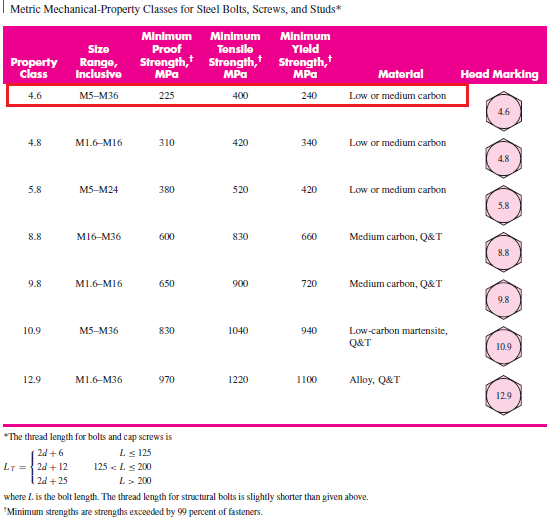 Metric Mechanical-Property Classes for Steel Bolts, Screws, and Studs*
Property Class Size Range, Inclusive Minimum Proof Strength,† MPa Minimum Tensile Strength,† MPa Minimum Yield Strength,† MPa Material Head Marking
4.6 M5–M36 225 400 240 Low or medium carbon 4.6
4.8 M1.6–M16 310 420 340 Low or medium carbon 4.8
5.8 M5–M24 380 520 420 Low or medium carbon 5.8
8.8 M16–M36 600 830 660 Medium carbon, Q&T 8.8
9.8 M1.6–M16 650 900 720 Medium carbon, Q&T 9.8
10.9 M5–M36 830 1040 940 Low-carbon martensite, Q&T 10.9
12.9 M1.6–M36 970 1220 1100 Alloy, Q&T 12.9
*The thread length for bolts and cap screws is
2d + 6 L ≤ 125
LT = { 2d + 12 125 < L ≤ 200
2d + 25 L > 200
where L is the bolt length. The thread length for structural bolts is slightly shorter than given above.
†Minimum strengths are strengths exceeded by 99 percent of fasteners.